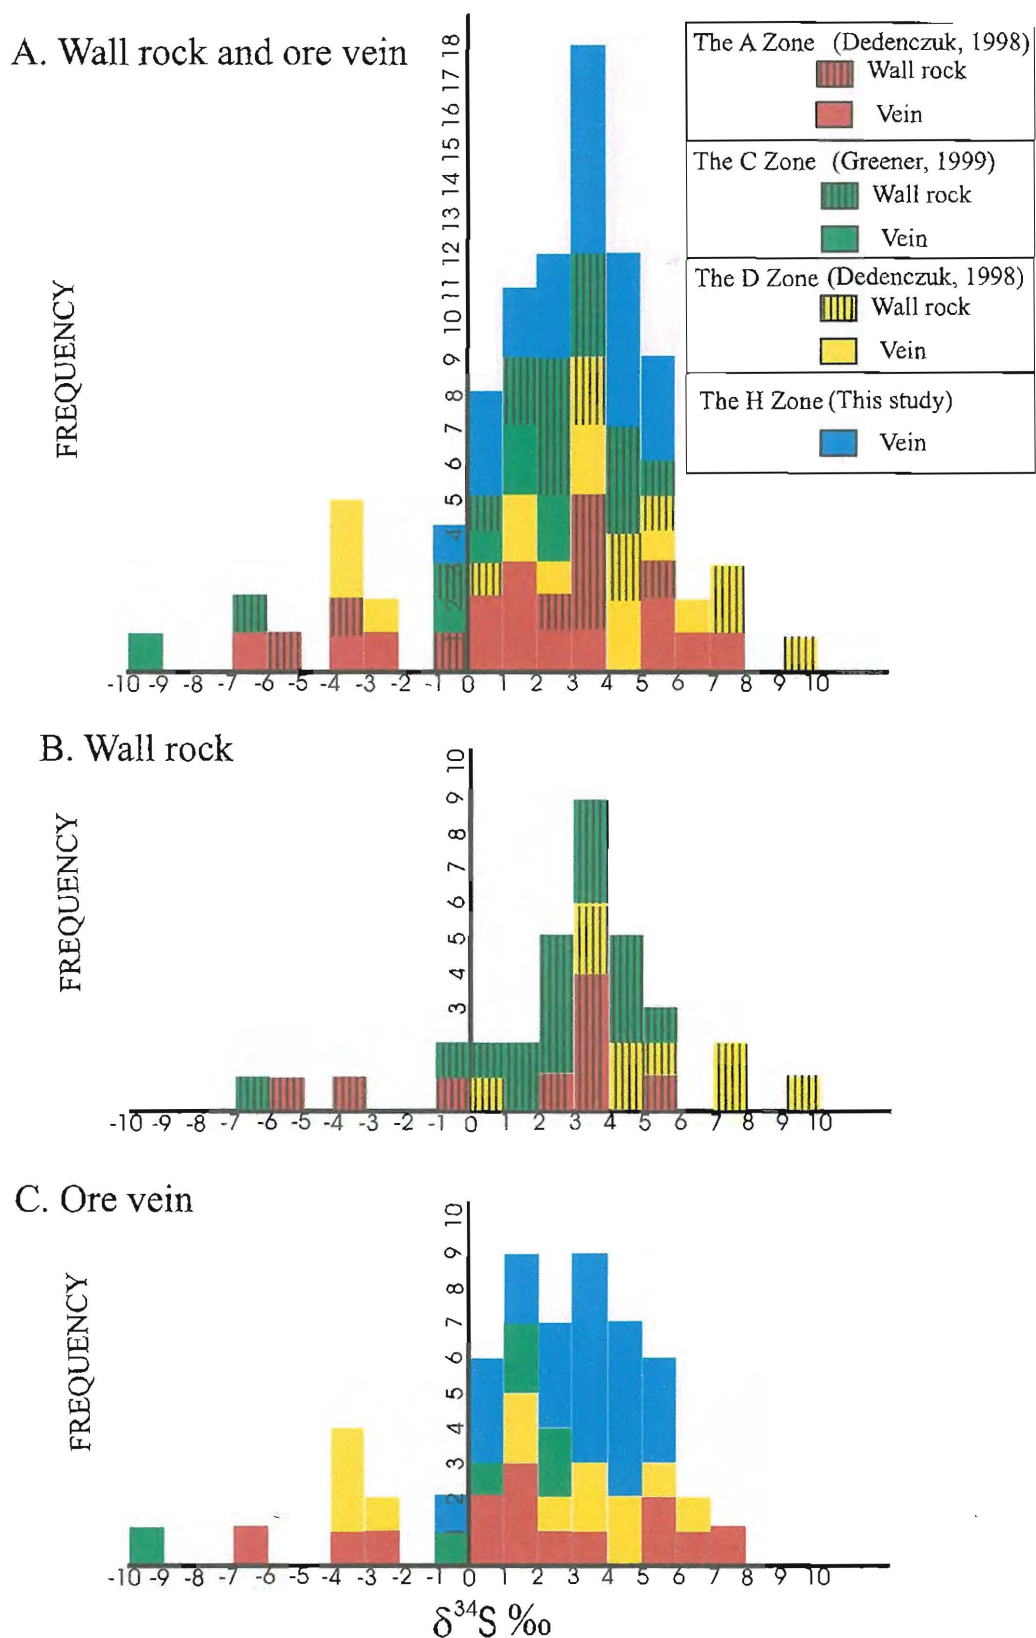 A. Wall rock and ore vein
The A Zone (Dedenczuk, 1998)
Wall rock
Vein
The C Zone (Greener, 1999)
Wall rock
Vein
The D Zone (Dedenczuk, 1998)
Wall rock
Vein
The H Zone (This study)
Vein
FREQUENCY
18
17
16
15
14
13
12
11
10
9
8
7
6
5
4
3
2
1
-10 -9 -8 -7 -6 -5 -4 -3 -2 -1 0 1 2 3 4 5 6 7 8 9 10
B. Wall rock
FREQUENCY
10
9
8
7
6
5
4
3
-10 -9 -8 -7 -6 -5 -4 -3 -2 -1 0 1 2 3 4 5 6 7 8 9 10
C. Ore vein
FREQUENCY
10
9
8
7
6
5
4
3
2
1
-10 -9 -8 -7 -6 -5 -4 -3 -2 -1 0 1 2 3 4 5 6 7 8 9 10
δ³⁴S ‰